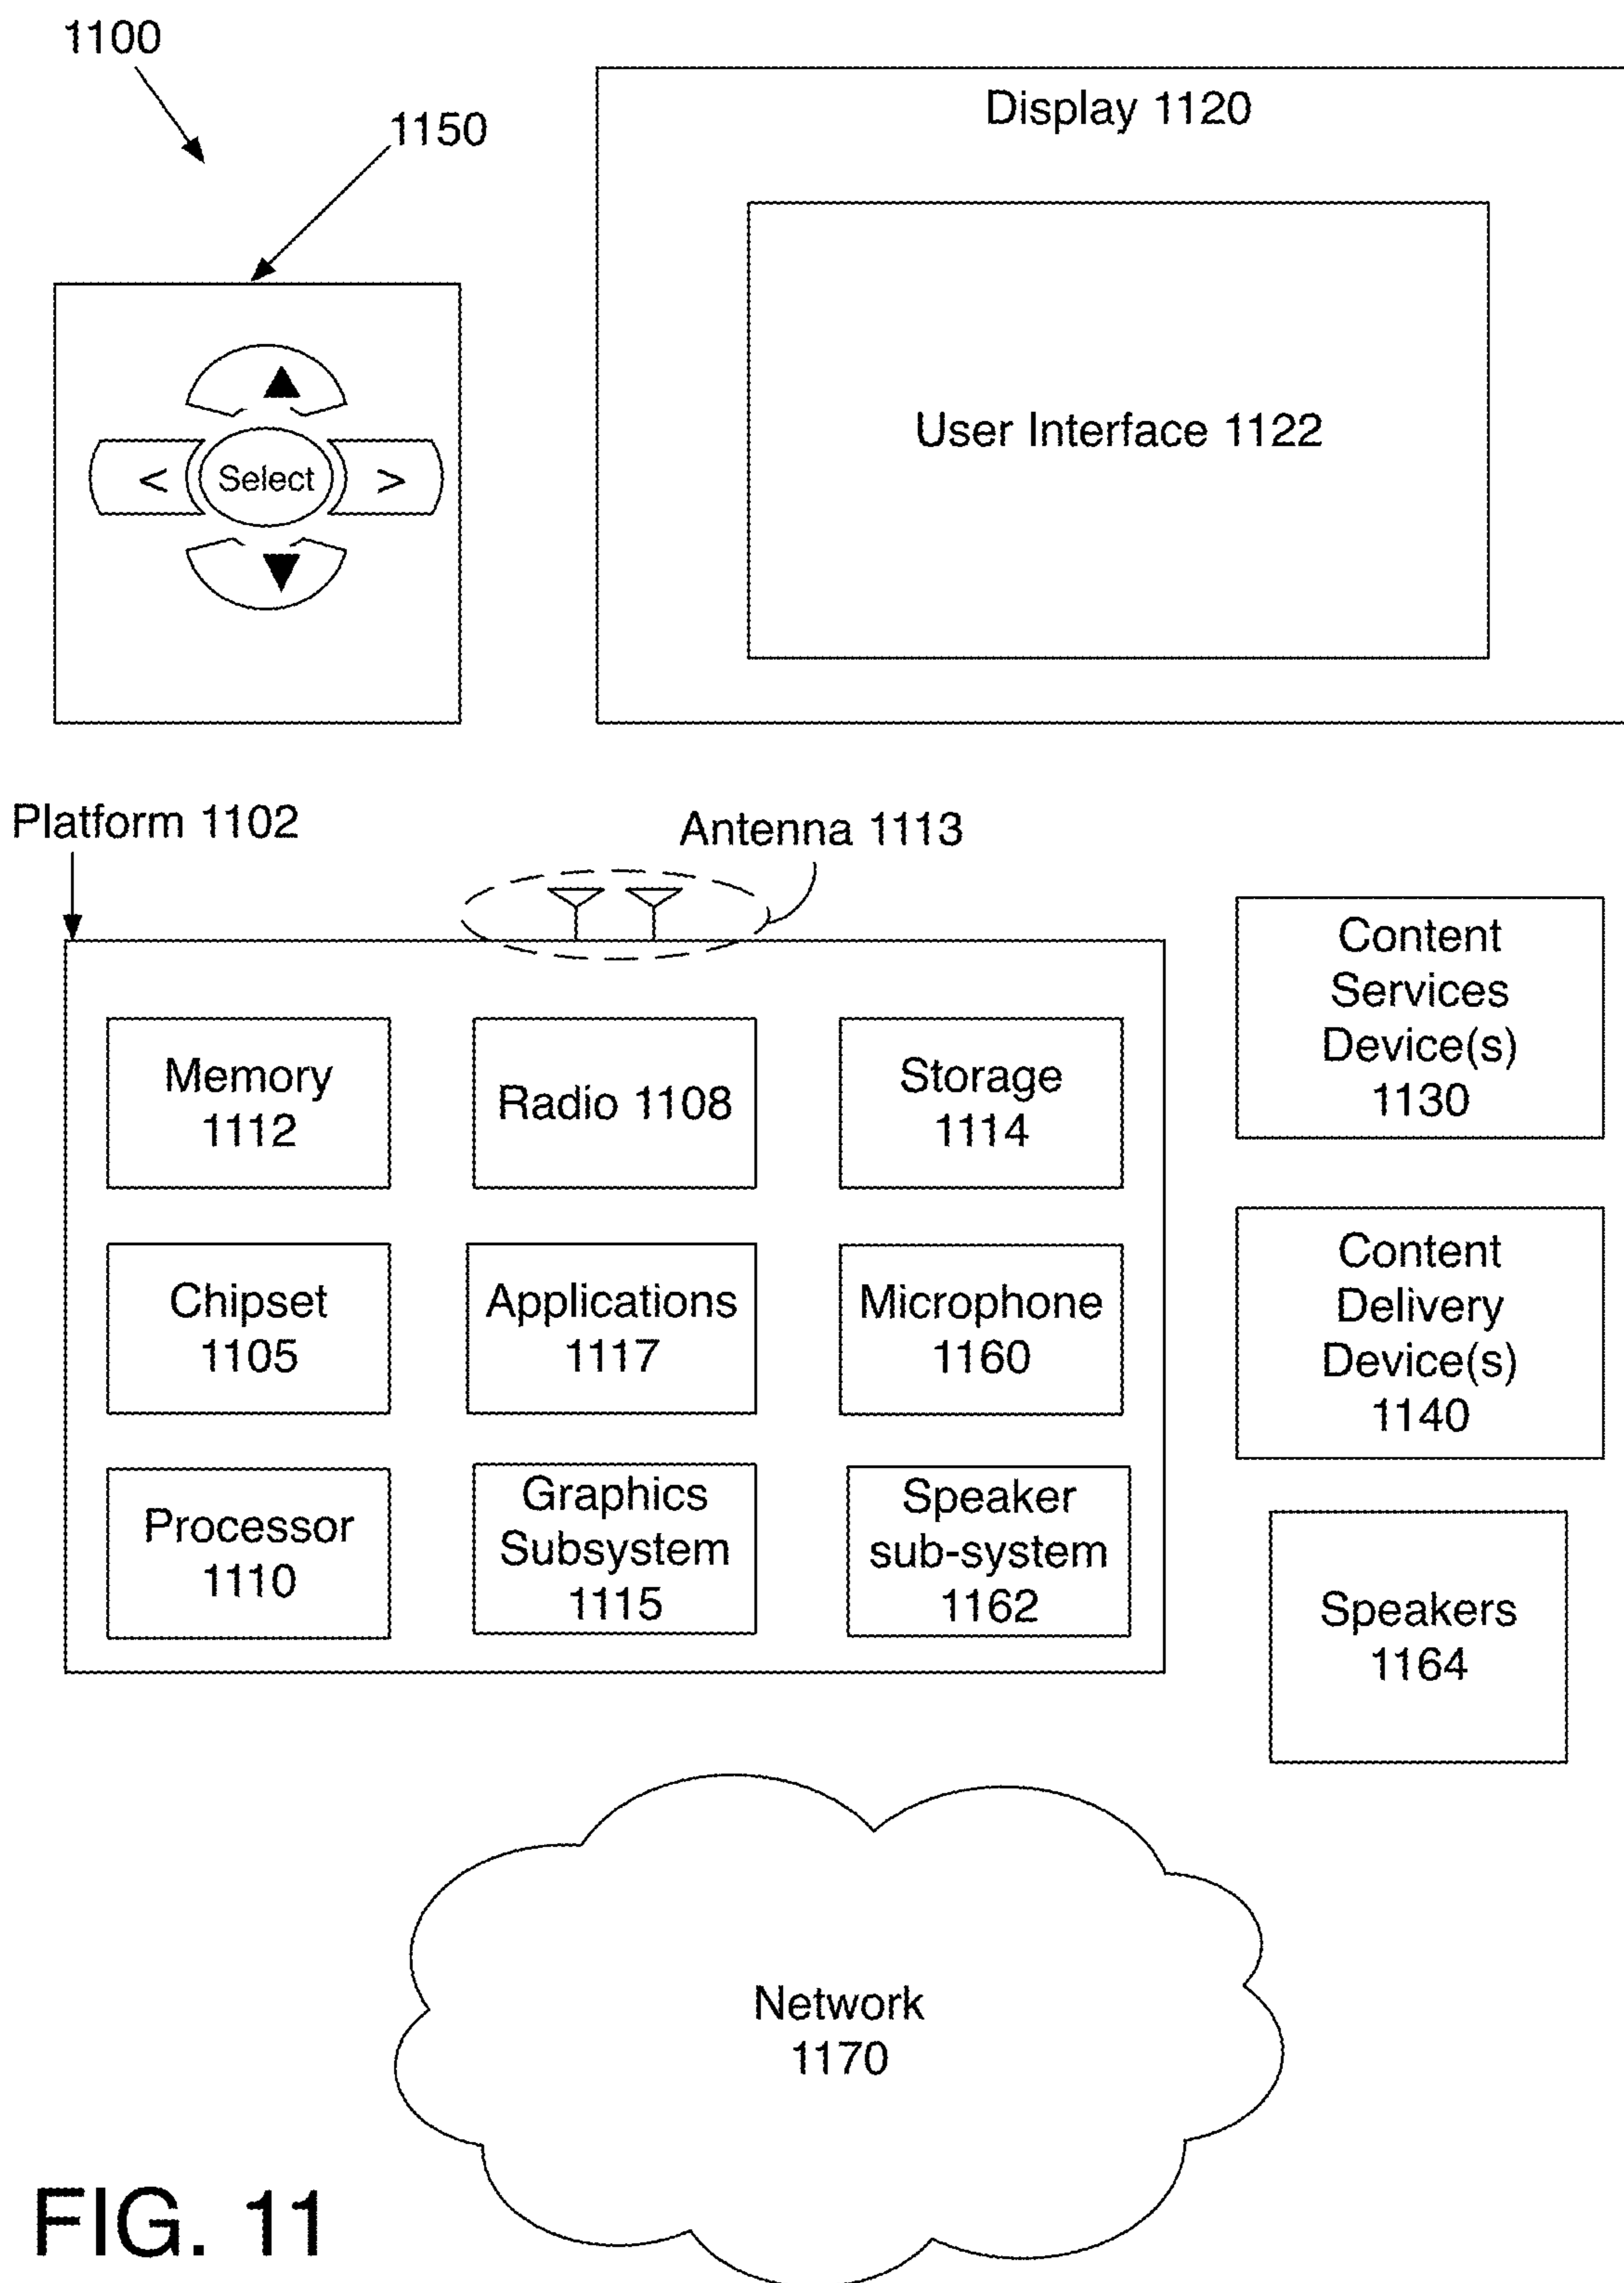 1100
1150
Display 1120
User Interface 1122
<
Select
>
Platform 1102
Antenna 1113
Memory
1112
Radio 1108
Storage
1114
Content
Services
Device(s)
1130
Chipset
1105
Applications
1117
Microphone
1160
Content
Delivery
Device(s)
1140
Processor
1110
Graphics
Subsystem
1115
Speaker
sub-system
1162
Speakers
1164
Network
1170
FIG. 11